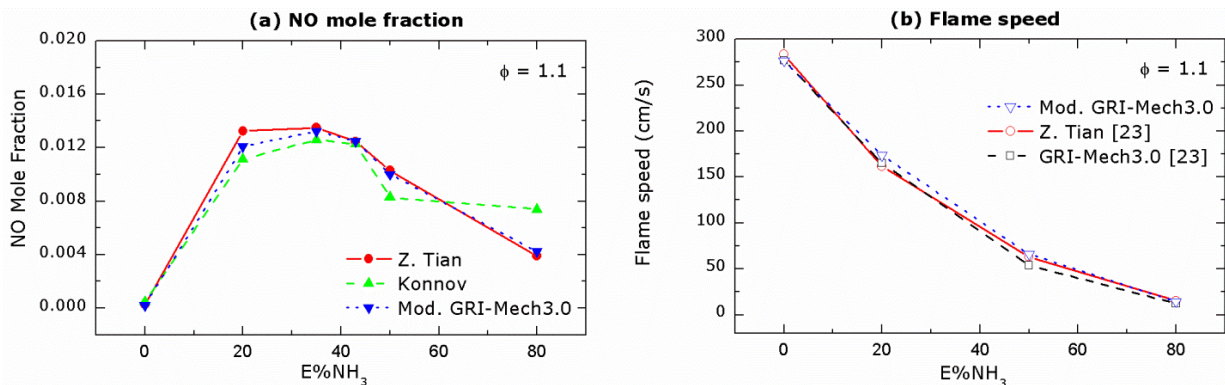 (a) NO mole fraction
0.020
0.016
0.012
0.008
0.004
0.000
NO Mole Fraction
ϕ = 1.1
Z. Tian
Konnov
Mod. GRI-Mech3.0
0 20 40 60 80
E%NH₃
(b) Flame speed
300
250
200
150
100
50
0
Flame speed (cm/s)
ϕ = 1.1
Mod. GRI-Mech3.0
Z. Tian [23]
GRI-Mech3.0 [23]
0 20 40 60 80
E%NH₃